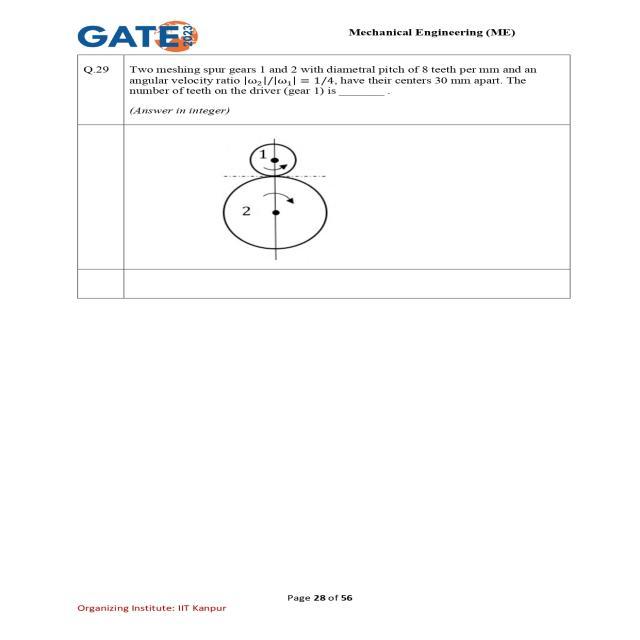 GATE 2023
Mechanical Engineering (ME)
Q.29
Two meshing spur gears 1 and 2 with diametral pitch of 8 teeth per mm and an
angular velocity ratio |ω₂|/|ω₁| = 1/4, have their centers 30 mm apart. The
number of teeth on the driver (gear 1) is _______ .
(Answer in integer)
1
2
Page 28 of 56
Organizing Institute: IIT Kanpur